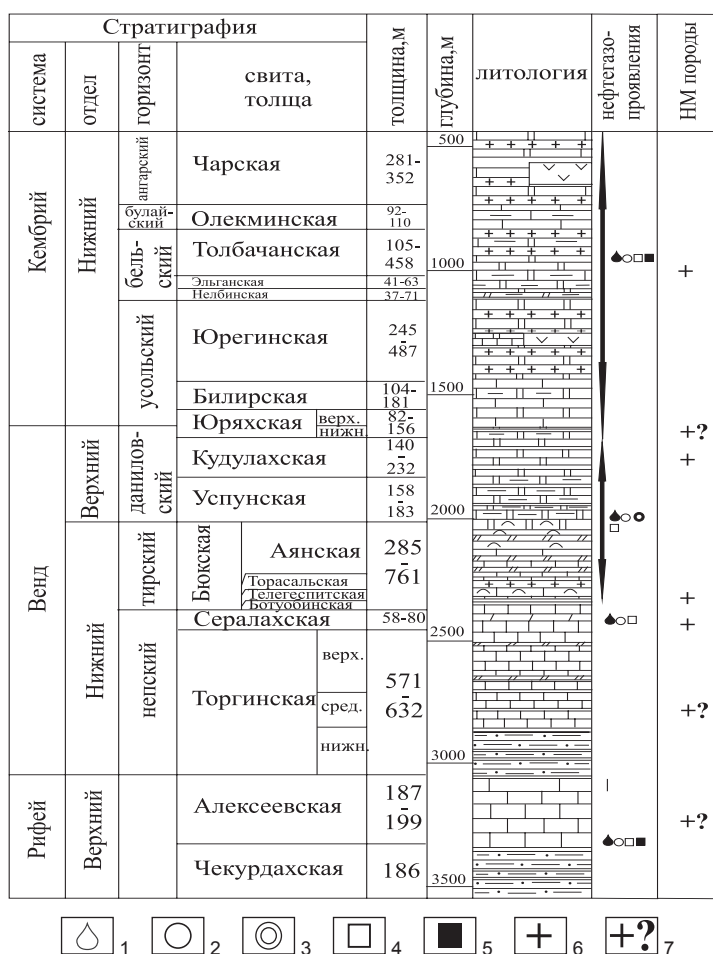 Стратиграфия
система
отдел
горизонт
свита,
толща
толщина,м
глубина,м
литология
нефтегазо-
проявления
НМ породы
Кембрий
Нижний
ангарский
Чарская
281-
352
500
булай-
ский
Олекминская
92-
110
бель-
ский
Толбачанская
105-
458
1000
+
Эльганская
41-63
Нелбинская
37-71
усольский
Юрегинская
245
-
487
Билирская
104-
181
1500
Юряхская
верх.
нижн.
82-
156
+?
Венд
Верхний
данилов-
ский
Кудулахская
140
-
232
+
Успунская
158
-
183
2000
Нижний
тирский
Бюкская
Аянская
285
-
761
Торасальская
Телегеспитская
Ботуобинская
+
непский
Сералахская
58-80
2500
+
Торгинская
верх.
сред.
нижн.
571
-
632
+?
3000
Рифей
Верхний
Алексеевская
187
-
199
+?
Чекурдахская
186
3500
1
2
3
4
5
+ 6
+? 7